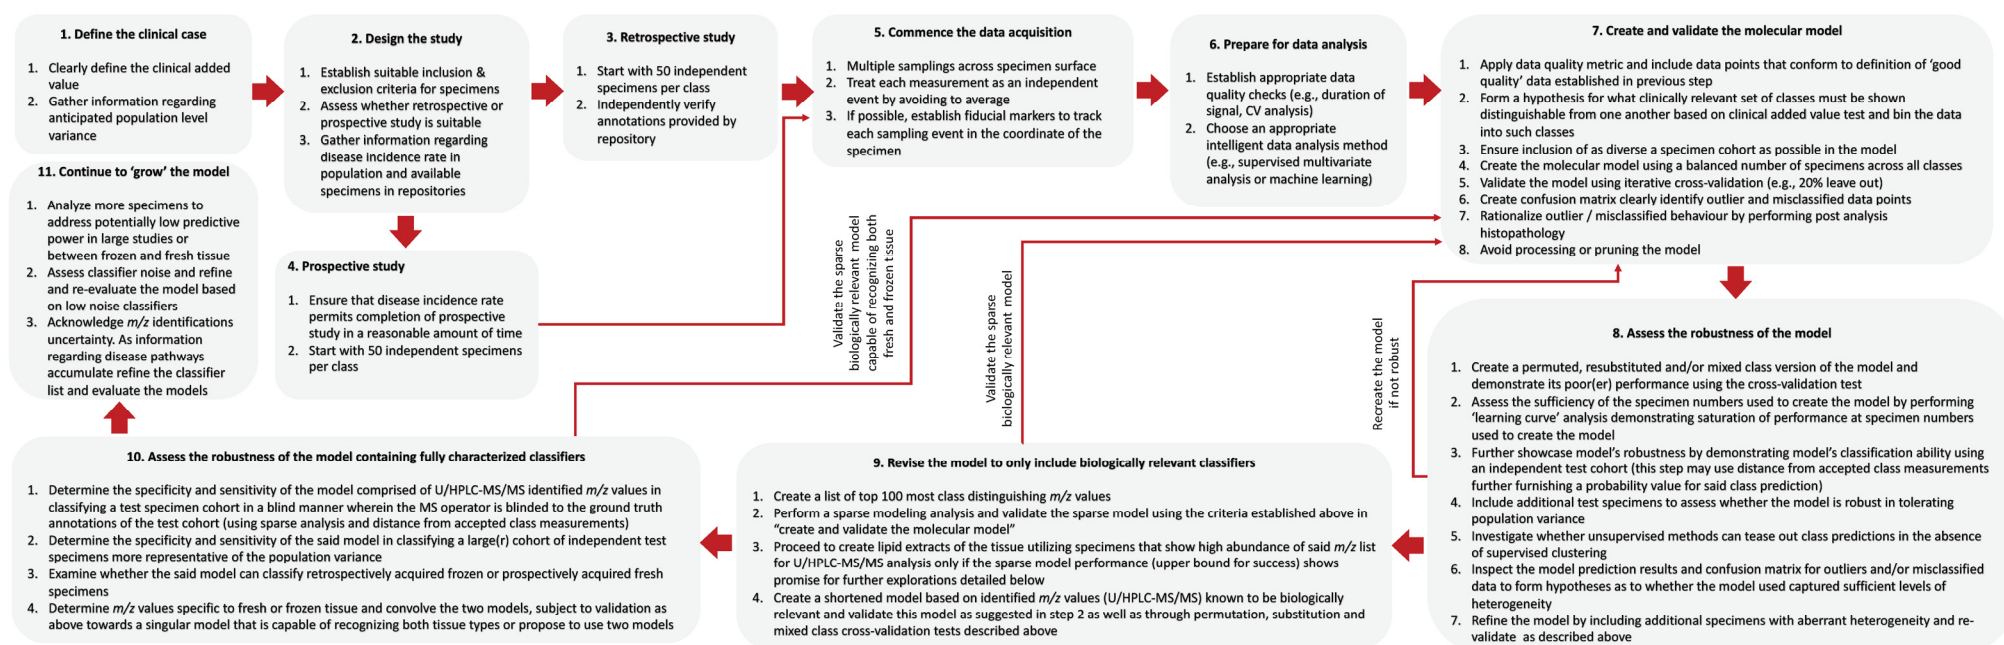 1. Define the clinical case
1. Clearly define the clinical added
value
2. Gather information regarding
anticipated population level
variance
2. Design the study
1. Establish suitable inclusion &
exclusion criteria for specimens
2. Assess whether retrospective or
prospective study is suitable
3. Gather information regarding
disease incidence rate in
population and available
specimens in repositories
3. Retrospective study
1. Start with 50 independent
specimens per class
2. Independently verify
annotations provided by
repository
4. Prospective study
1. Ensure that disease incidence rate
permits completion of prospective
study in a reasonable amount of time
2. Start with 50 independent specimens
per class
5. Commence the data acquisition
1. Multiple samplings across specimen surface
2. Treat each measurement as an independent
event by avoiding to average
3. If possible, establish fiducial markers to track
each sampling event in the coordinate of the
specimen
6. Prepare for data analysis
1. Establish appropriate data
quality checks (e.g., duration of
signal, CV analysis)
2. Choose an appropriate
intelligent data analysis method
(e.g., supervised multivariate
analysis or machine learning)
7. Create and validate the molecular model
1. Apply data quality metric and include data points that conform to definition of ‘good
quality’ data established in previous step
2. Form a hypothesis for what clinically relevant set of classes must be shown
distinguishable from one another based on clinical added value test and bin the data
into such classes
3. Ensure inclusion of as diverse a specimen cohort as possible in the model
4. Create the molecular model using a balanced number of specimens across all classes
5. Validate the model using iterative cross-validation (e.g., 20% leave out)
6. Create confusion matrix clearly identify outlier and misclassified data points
7. Rationalize outlier / misclassified behaviour by performing post analysis
histopathology
8. Avoid processing or pruning the model
Validate the sparse
biologically relevant model
capable of recognizing both
fresh and frozen tissue
Validate the sparse
biologically relevant model
Recreate the model
if not robust
8. Assess the robustness of the model
1. Create a permuted, resubstituted and/or mixed class version of the model and
demonstrate its poor(er) performance using the cross-validation test
2. Assess the sufficiency of the specimen numbers used to create the model by performing
‘learning curve’ analysis demonstrating saturation of performance at specimen numbers
used to create the model
3. Further showcase model’s robustness by demonstrating model’s classification ability using
an independent test cohort (this step may use distance from accepted class measurements
further furnishing a probability value for said class prediction)
4. Include additional test specimens to assess whether the model is robust in tolerating
population variance
5. Investigate whether unsupervised methods can tease out class predictions in the absence
of supervised clustering
6. Inspect the model prediction results and confusion matrix for outliers and/or misclassified
data to form hypotheses as to whether the model used captured sufficient levels of
heterogeneity
7. Refine the model by including additional specimens with aberrant heterogeneity and re-
validate as described above
9. Revise the model to only include biologically relevant classifiers
1. Create a list of top 100 most class distinguishing m/z values
2. Perform a sparse modeling analysis and validate the sparse model using the criteria established above in
“create and validate the molecular model”
3. Proceed to create lipid extracts of the tissue utilizing specimens that show high abundance of said m/z list
for U/HPLC-MS/MS analysis only if the sparse model performance (upper bound for success) shows
promise for further explorations detailed below
4. Create a shortened model based on identified m/z values (U/HPLC-MS/MS) known to be biologically
relevant and validate this model as suggested in step 2 as well as through permutation, substitution and
mixed class cross-validation tests described above
10. Assess the robustness of the model containing fully characterized classifiers
1. Determine the specificity and sensitivity of the model comprised of U/HPLC-MS/MS identified m/z values in
classifying a test specimen cohort in a blind manner wherein the MS operator is blinded to the ground truth
annotations of the test cohort (using sparse analysis and distance from accepted class measurements)
2. Determine the specificity and sensitivity of the said model in classifying a large(r) cohort of independent test
specimens more representative of the population variance
3. Examine whether the said model can classify retrospectively acquired frozen or prospectively acquired fresh
specimens
4. Determine m/z values specific to fresh or frozen tissue and convolve the two models, subject to validation as
above towards a singular model that is capable of recognizing both tissue types or propose to use two models
11. Continue to ‘grow’ the model
1. Analyze more specimens to
address potentially low predictive
power in large studies or
between frozen and fresh tissue
2. Assess classifier noise and refine
and re-evaluate the model based
on low noise classifiers
3. Acknowledge m/z identifications
uncertainty. As information
regarding disease pathways
accumulate refine the classifier
list and evaluate the models